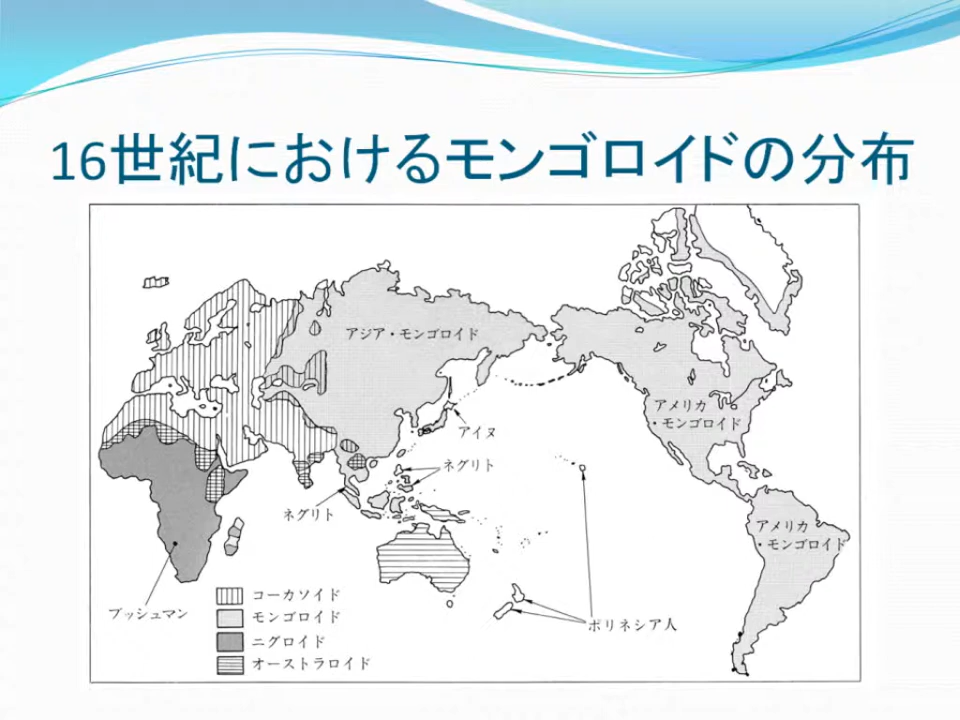 16世紀におけるモンゴロイドの分布
アジア・モンゴロイド
アメリカ
・モンゴロイド
アイヌ
ネグリト
ネグリト
アメリカ
・モンゴロイド
ブッシュマン
ポリネシア人
コーカソイド
モンゴロイド
ニグロイド
オーストラロイド